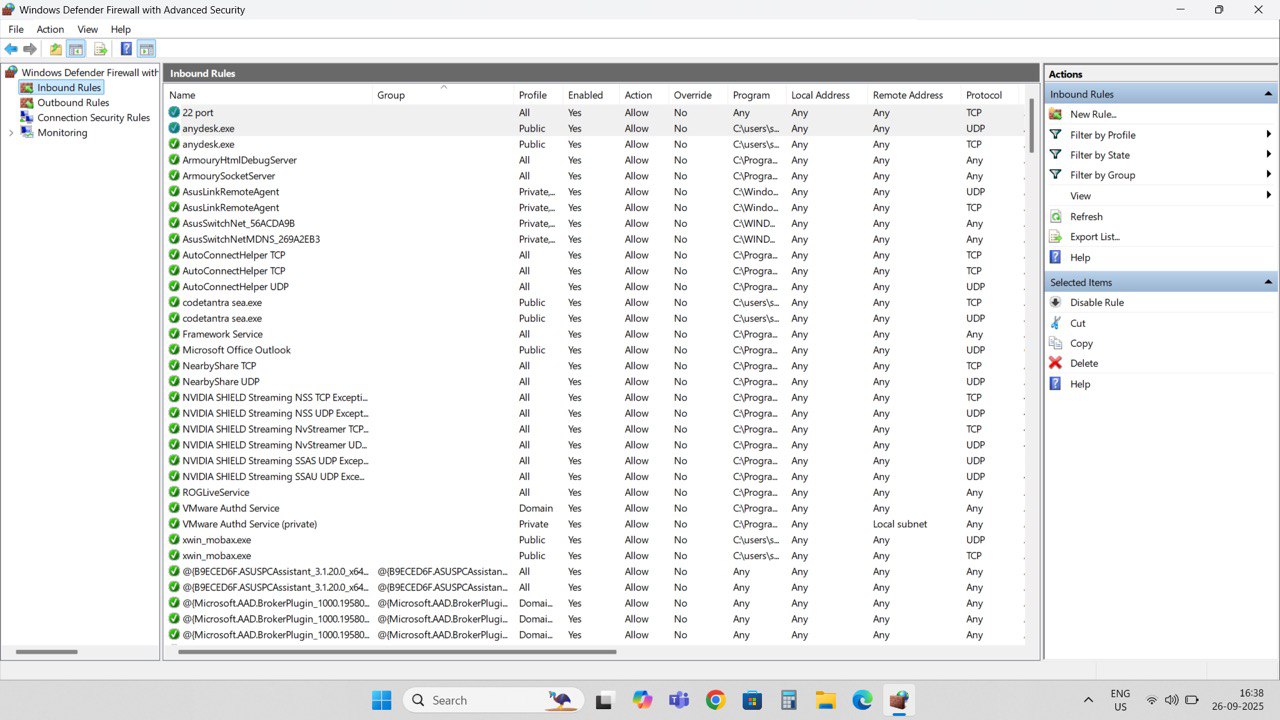 Windows Defender Firewall with Advanced Security
File Action View Help
Windows Defender Firewall with
Inbound Rules
Outbound Rules
Connection Security Rules
Monitoring
Inbound Rules
Name Group Profile Enabled Action Override Program Local Address Remote Address Protocol
22 port All Yes Allow No Any Any Any TCP
anydesk.exe Public Yes Allow No C:\users\s... Any Any UDP
anydesk.exe Public Yes Allow No C:\users\s... Any Any TCP
ArmouryHtmlDebugServer All Yes Allow No C:\Progra... Any Any Any
ArmourySocketServer All Yes Allow No C:\Progra... Any Any Any
AsusLinkRemoteAgent Private,... Yes Allow No C:\Windo... Any Any UDP
AsusLinkRemoteAgent Private,... Yes Allow No C:\Windo... Any Any TCP
AsusSwitchNet_56ACDA9B Private,... Yes Allow No C:\WIND... Any Any Any
AsusSwitchNetMDNS_269A2EB3 Private,... Yes Allow No C:\WIND... Any Any Any
AutoConnectHelper TCP All Yes Allow No C:\Progra... Any Any TCP
AutoConnectHelper TCP All Yes Allow No C:\Progra... Any Any TCP
AutoConnectHelper UDP All Yes Allow No C:\Progra... Any Any UDP
codetantra sea.exe Public Yes Allow No C:\users\s... Any Any TCP
codetantra sea.exe Public Yes Allow No C:\users\s... Any Any UDP
Framework Service All Yes Allow No C:\Progra... Any Any Any
Microsoft Office Outlook Public Yes Allow No C:\Progra... Any Any UDP
NearbyShare TCP All Yes Allow No C:\Progra... Any Any TCP
NearbyShare UDP All Yes Allow No C:\Progra... Any Any UDP
NVIDIA SHIELD Streaming NSS TCP Excepti... All Yes Allow No C:\Progra... Any Any TCP
NVIDIA SHIELD Streaming NSS UDP Except... All Yes Allow No C:\Progra... Any Any UDP
NVIDIA SHIELD Streaming NvStreamer TCP... All Yes Allow No C:\Progra... Any Any TCP
NVIDIA SHIELD Streaming NvStreamer UD... All Yes Allow No C:\Progra... Any Any UDP
NVIDIA SHIELD Streaming SSAS UDP Excep... All Yes Allow No C:\Progra... Any Any UDP
NVIDIA SHIELD Streaming SSAU UDP Exce... All Yes Allow No C:\Progra... Any Any UDP
ROGLiveService All Yes Allow No C:\Progra... Any Any Any
VMware Authd Service Domain Yes Allow No C:\Progra... Any Any Any
VMware Authd Service (private) Private Yes Allow No C:\Progra... Any Local subnet Any
xwin_mobax.exe Public Yes Allow No C:\users\s... Any Any UDP
xwin_mobax.exe Public Yes Allow No C:\users\s... Any Any TCP
@{B9ECED6F.ASUSPCAssistant_3.1.20.0_x64... @{B9ECED6F.ASUSPCAssistan... All Yes Allow No Any Any Any Any
@{B9ECED6F.ASUSPCAssistant_3.1.20.0_x64... @{B9ECED6F.ASUSPCAssistan... All Yes Allow No Any Any Any Any
@{Microsoft.AAD.BrokerPlugin_1000.19580... @{Microsoft.AAD.BrokerPlugi... Domai... Yes Allow No Any Any Any Any
@{Microsoft.AAD.BrokerPlugin_1000.19580... @{Microsoft.AAD.BrokerPlugi... Domai... Yes Allow No Any Any Any Any
@{Microsoft.AAD.BrokerPlugin_1000.19580... @{Microsoft.AAD.BrokerPlugi... Domai... Yes Allow No Any Any Any Any
Actions
Inbound Rules
New Rule...
Filter by Profile
Filter by State
Filter by Group
View
Refresh
Export List...
Help
Selected Items
Disable Rule
Cut
Copy
Delete
Help
Search
ENG
US
16:38
26-09-2025